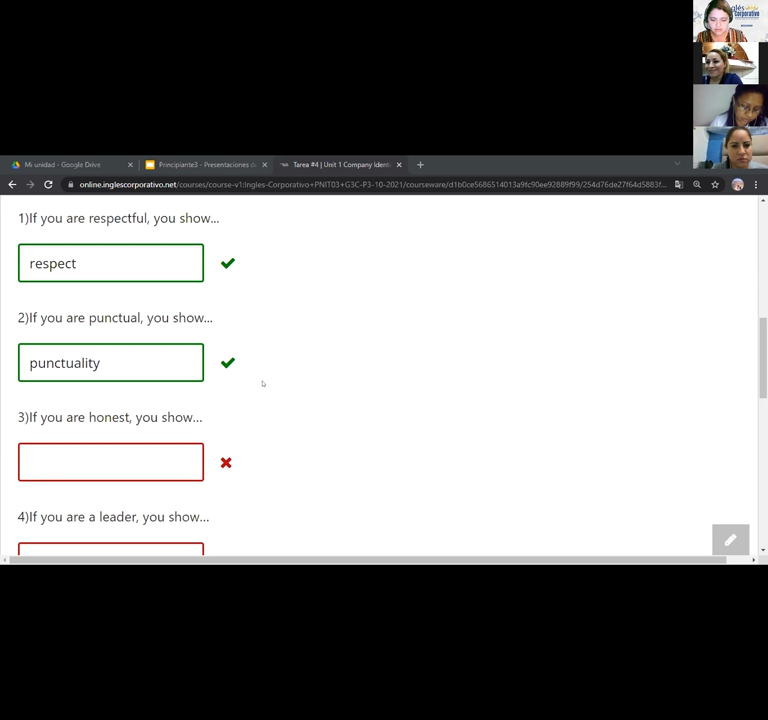 glés
Corporativo
Mi unidad - Google Drive
Principiante3 - Presentaciones d
Tarea #4 | Unit 1 Company Ident
online.inglescorporativo.net/courses/course-v1:Ingles-Corporativo+PNIT03+G3C-P3-10-2021/courseware/d1b0ce5686514013a9fc90ee92889f99/254d76de27f64d5883f...
1)If you are respectful, you show...
respect
2)If you are punctual, you show...
punctuality
3)If you are honest, you show...
4)If you are a leader, you show...